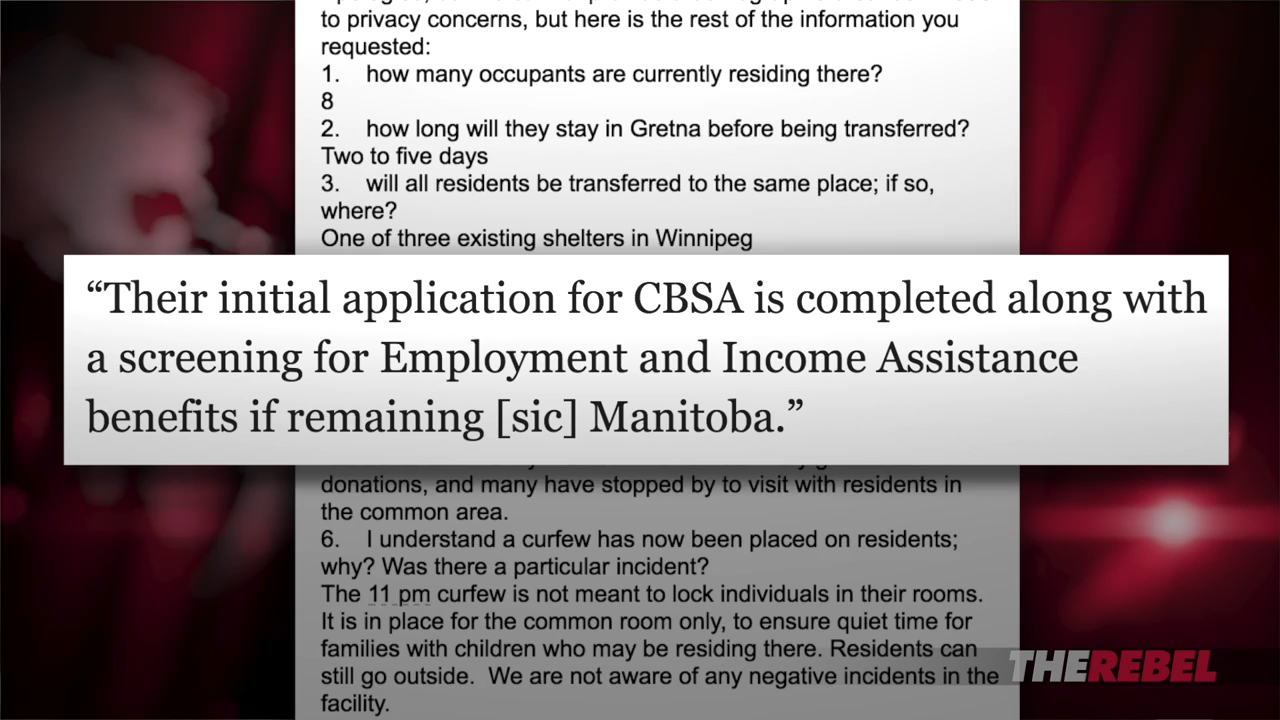 to privacy concerns, but here is the rest of the information you
requested:
1. how many occupants are currently residing there?
8
2. how long will they stay in Gretna before being transferred?
Two to five days
3. will all residents be transferred to the same place; if so,
where?
One of three existing shelters in Winnipeg
“Their initial application for CBSA is completed along with
a screening for Employment and Income Assistance
benefits if remaining [sic] Manitoba.”
donations, and many have stopped by to visit with residents in
the common area.
6. I understand a curfew has now been placed on residents;
why? Was there a particular incident?
The 11 pm curfew is not meant to lock individuals in their rooms.
It is in place for the common room only, to ensure quiet time for
families with children who may be residing there. Residents can
still go outside. We are not aware of any negative incidents in the
facility.
THEREBEL